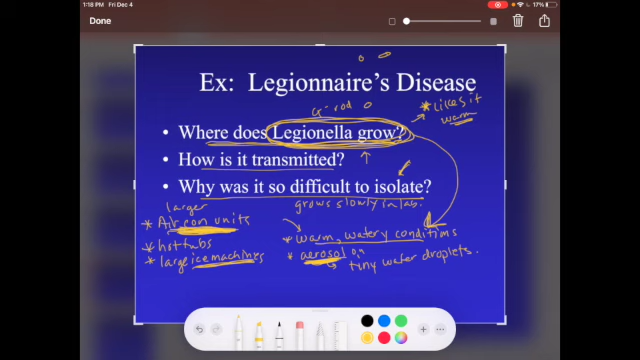 1:18 PM Fri Dec 4
17%
Done
Ex: Legionnaire's Disease
G- rod
* Likes it
warm
• Where does Legionella grow?
• How is it transmitted?
• Why was it so difficult to isolate?
grows slowly in lab.
larger
* Air con units
* hot tubs
* large ice machines
* warm, watery conditions
* aerosol
tiny water droplets.